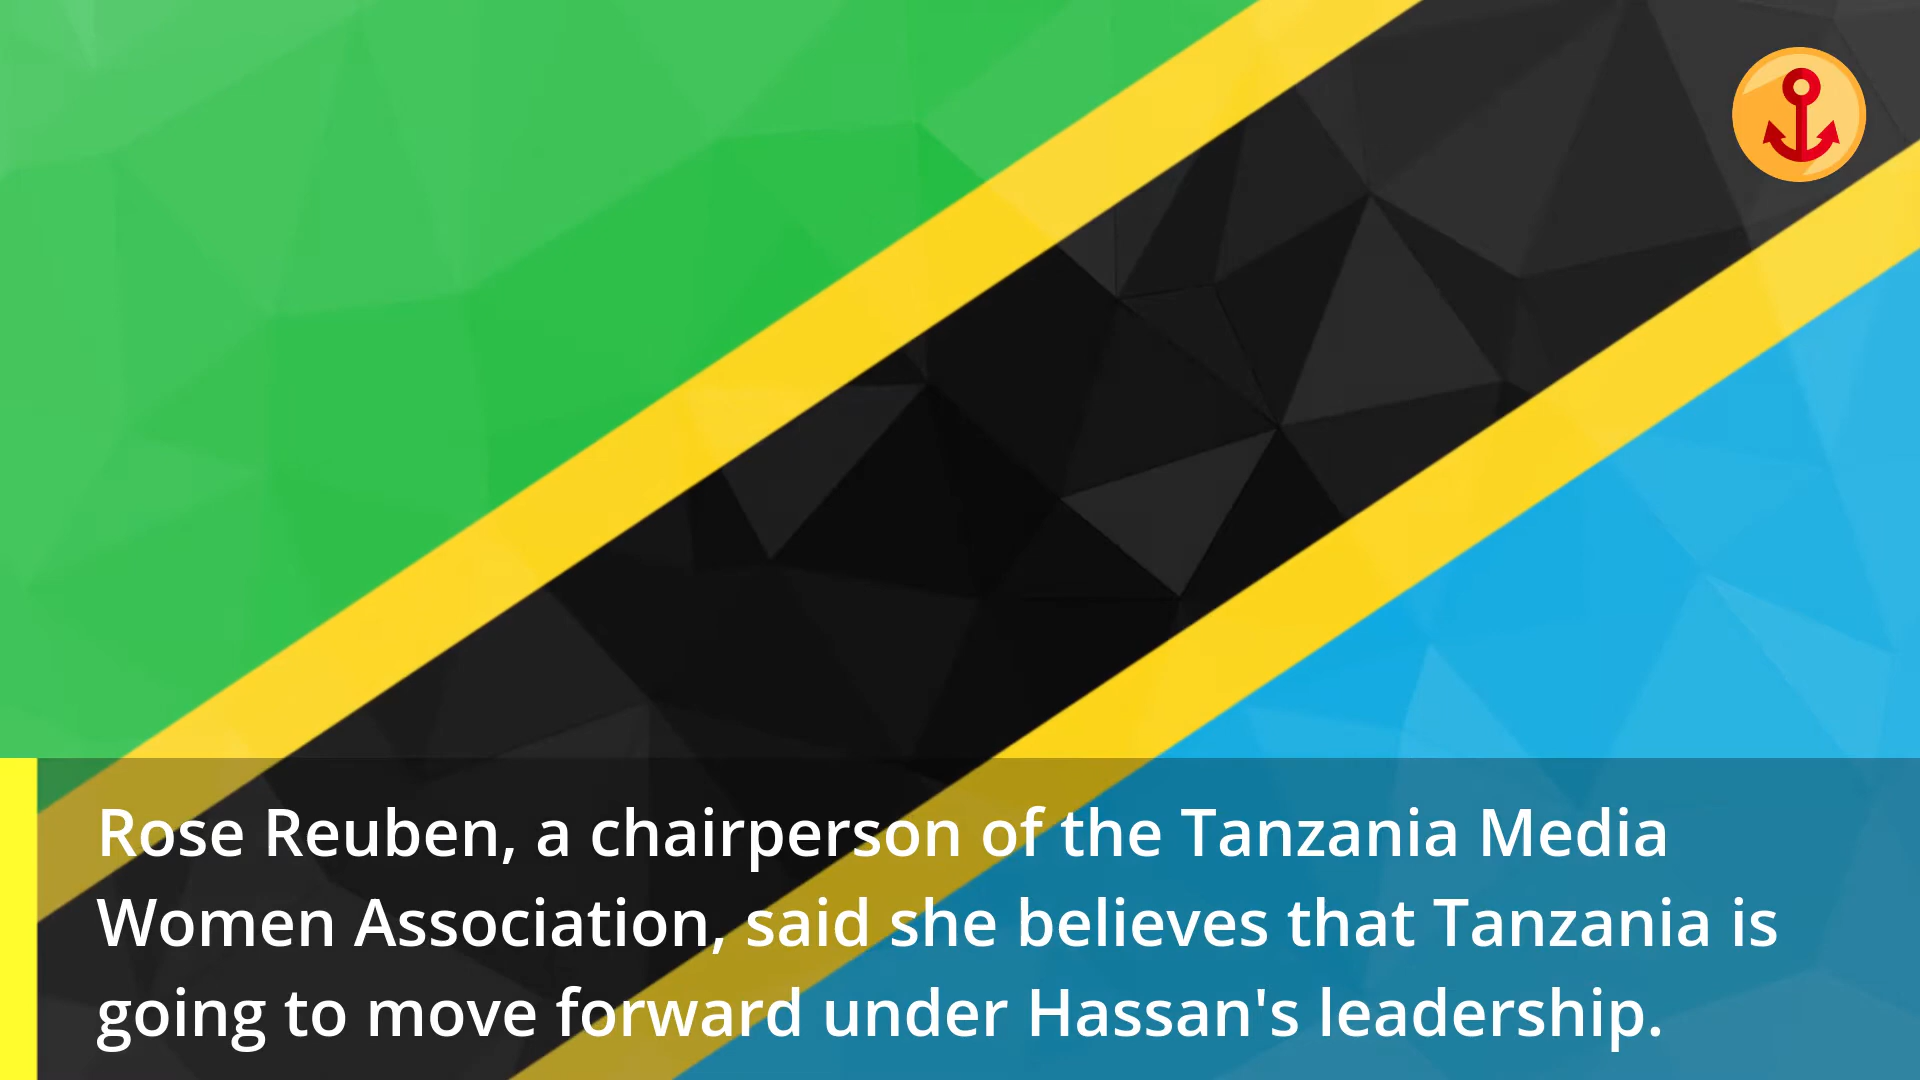 Rose Reuben, a chairperson of the Tanzania Media
Women Association, said she believes that Tanzania is
going to move forward under Hassan's leadership.